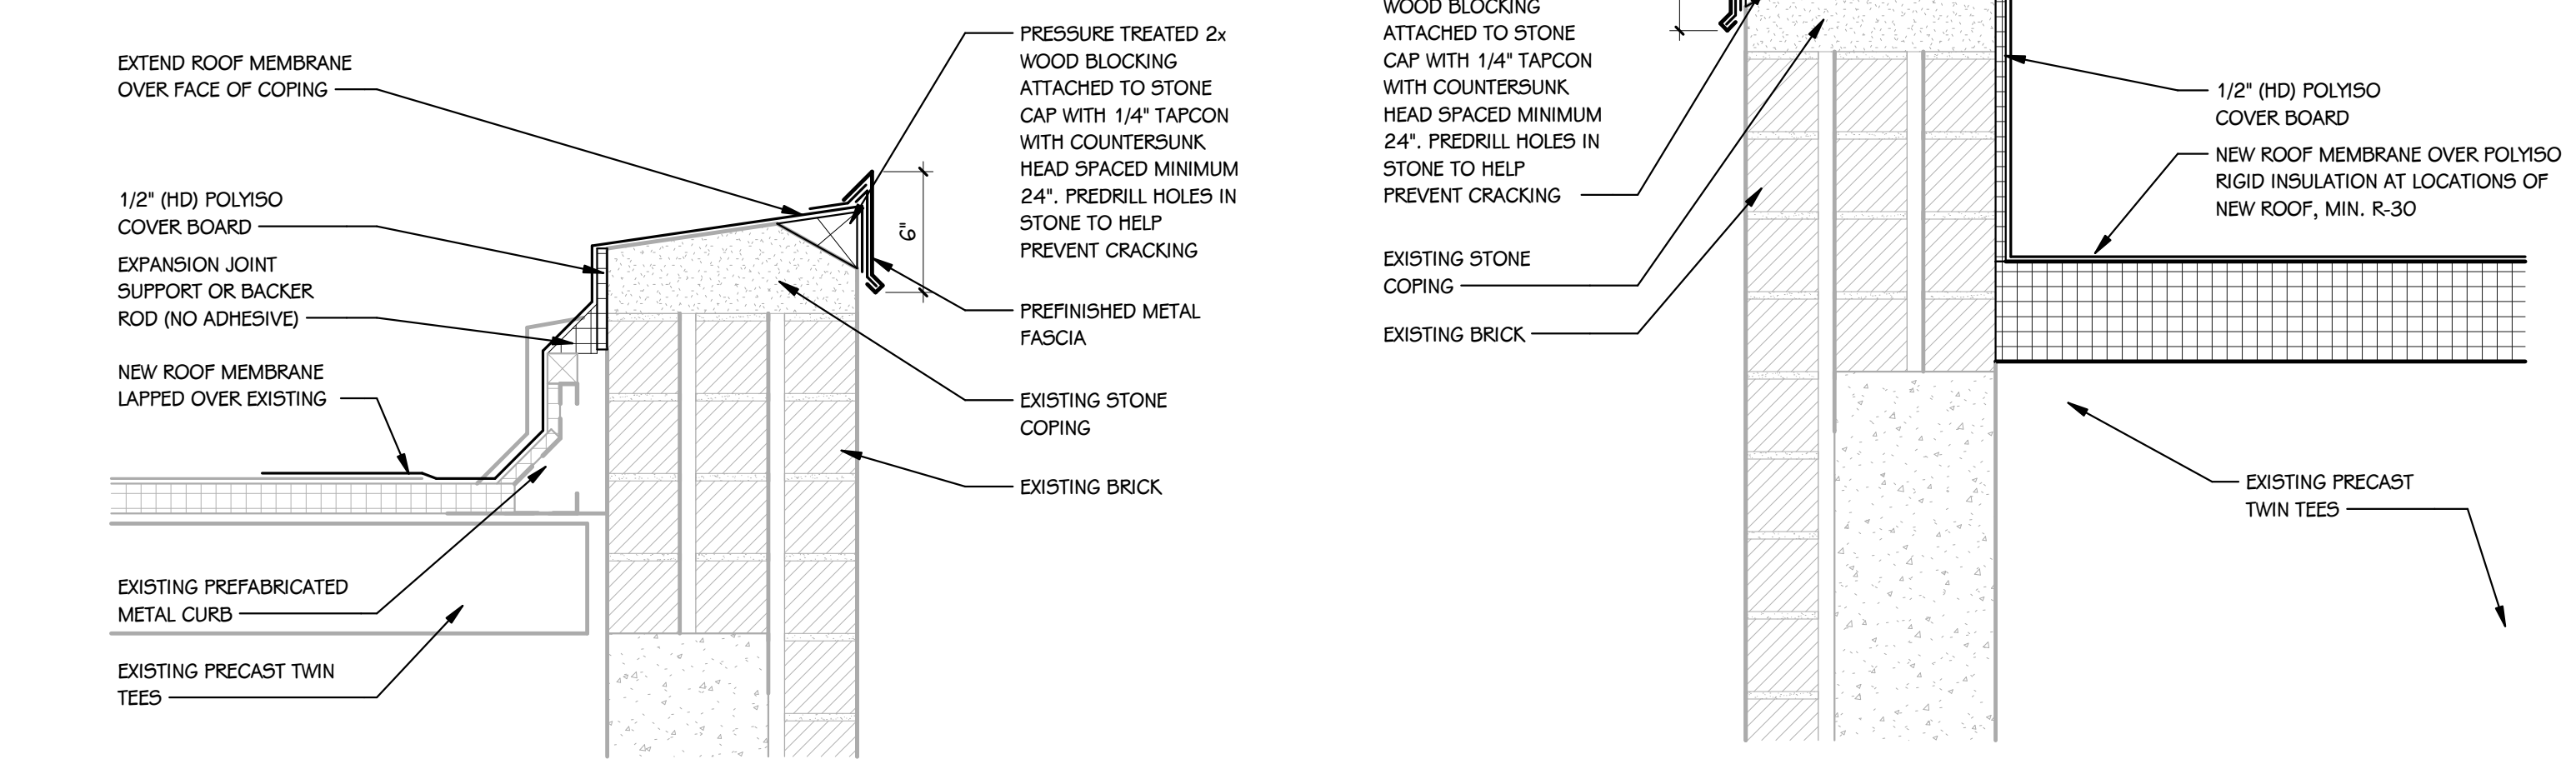 EXTEND ROOF MEMBRANE
OVER FACE OF COPING
1/2" (HD) POLYISO
COVER BOARD
EXPANSION JOINT
SUPPORT OR BACKER
ROD (NO ADHESIVE)
NEW ROOF MEMBRANE
LAPPED OVER EXISTING
EXISTING PREFABRICATED
METAL CURB
EXISTING PRECAST TWIN
TEES
PRESSURE TREATED 2x
WOOD BLOCKING
ATTACHED TO STONE
CAP WITH 1/4" TAPCON
WITH COUNTERSUNK
HEAD SPACED MINIMUM
24". PREDRILL HOLES IN
STONE TO HELP
PREVENT CRACKING
6"
PREFINISHED METAL
FASCIA
EXISTING STONE
COPING
EXISTING BRICK
WOOD BLOCKING
ATTACHED TO STONE
CAP WITH 1/4" TAPCON
WITH COUNTERSUNK
HEAD SPACED MINIMUM
24". PREDRILL HOLES IN
STONE TO HELP
PREVENT CRACKING
EXISTING STONE
COPING
EXISTING BRICK
1/2" (HD) POLYISO
COVER BOARD
NEW ROOF MEMBRANE OVER POLYISO
RIGID INSULATION AT LOCATIONS OF
NEW ROOF, MIN. R-30
EXISTING PRECAST
TWIN TEES